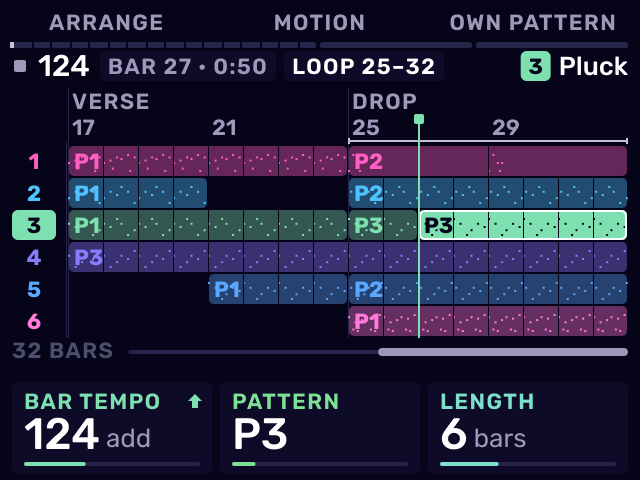 ARRANGE MOTION OWN PATTERN
124 BAR 27 • 0:50 LOOP 25–32 3 Pluck
VERSE DROP
17 21 25 29
1 P1 P2
2 P1 P2
3 P1 P3 P3
4 P3
5 P1 P2
6 P1
32 BARS
BAR TEMPO PATTERN LENGTH
124 add P3 6 bars